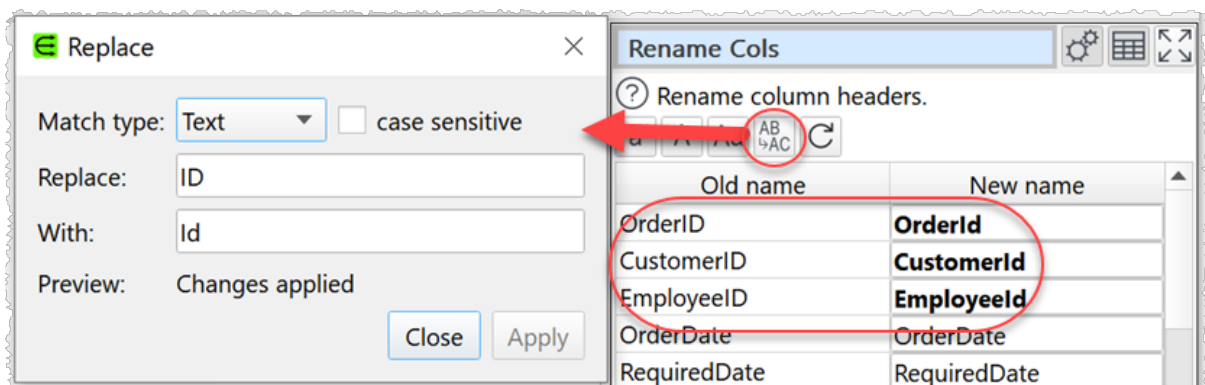 Replace
Match type: Text case sensitive
Replace: ID
With: Id
Preview: Changes applied
Close Apply
Rename Cols
? Rename column headers.
AB
AC
Old name New name
OrderID OrderId
CustomerID CustomerId
EmployeeID EmployeeId
OrderDate OrderDate
RequiredDate RequiredDate